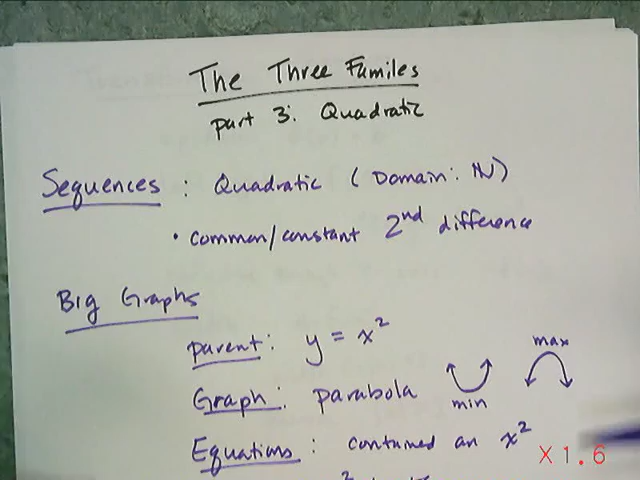 The Three Familes
part 3: Quadratic
Sequences : Quadratic ( Domain: ℕ )
• common/constant 2nd difference
Big Graphs
parent: y = x²
max
Graph: parabola
min
Equations : contained an x²
X1.6